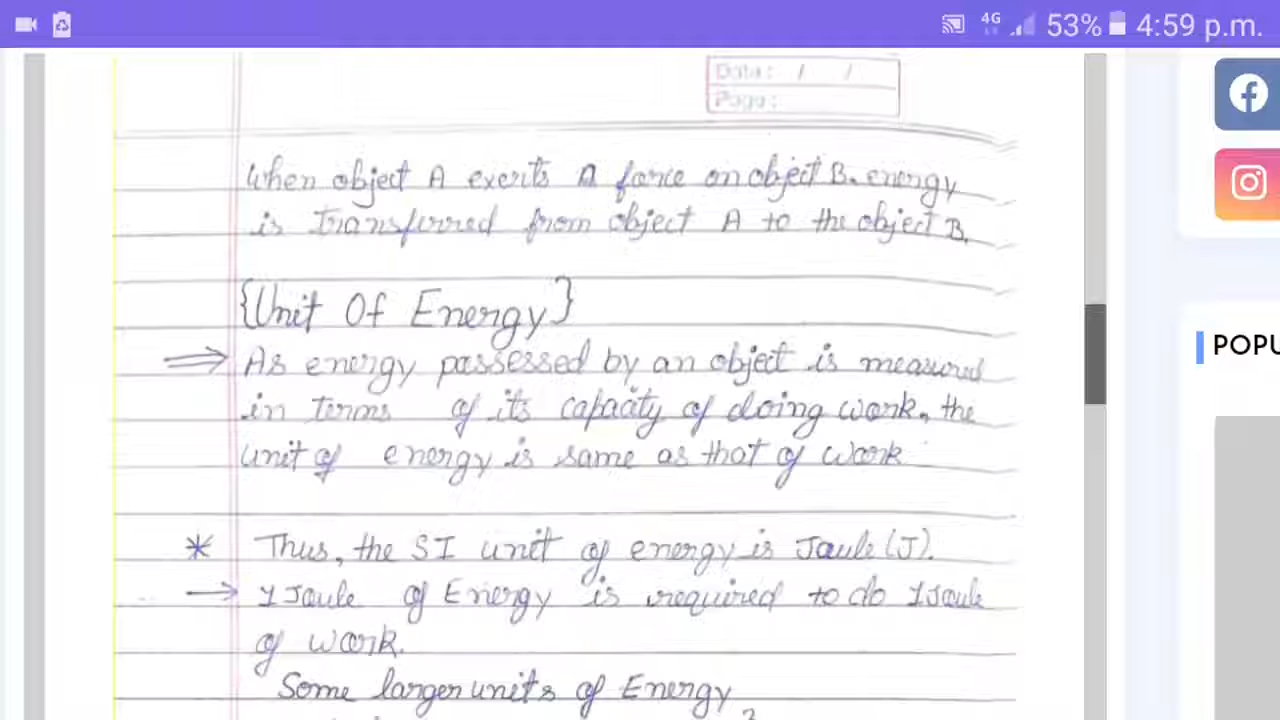 4G 53% 4:59 p.m.
Date: / /
Page:
When object A exerts A force on object B. energy
is transferred from object A to the object B.
{Unit Of Energy}
⇒ As energy possessed by an object is measured
in terms of its capacity of doing work, the
unit of energy is same as that of work
* Thus, the SI unit of energy is Joule (J).
→ 1 Joule of Energy is required to do 1 Joule
of work.
Some larger units of Energy
POPU